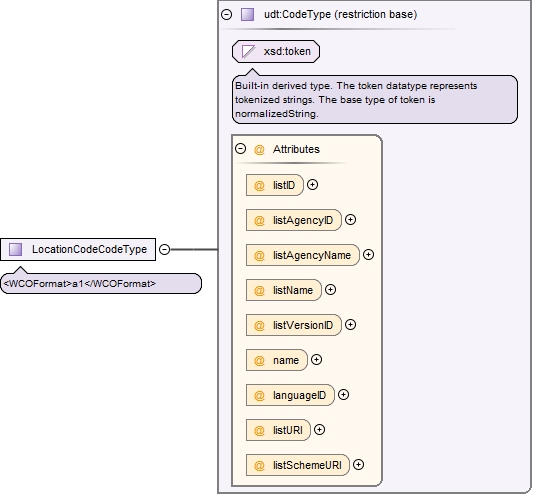 udt:CodeType (restriction base)
xsd:token
Built-in derived type. The token datatype represents
tokenized strings. The base type of token is
normalizedString.
@ Attributes
@ listID
@ listAgencyID
@ listAgencyName
LocationCodeCodeType
<WCOFormat>a1</WCOFormat>
@ listName
@ listVersionID
@ name
@ languageID
@ listURI
@ listSchemeURI